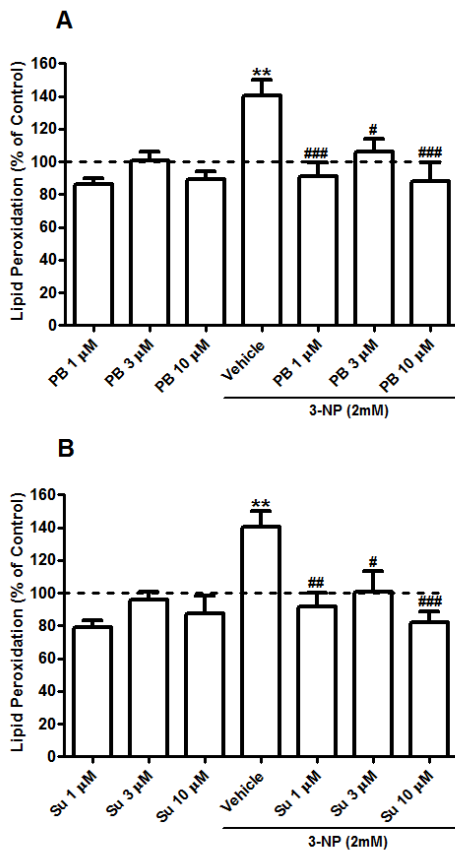 A
Lipid Peroxidation (% of Control)
160
140
120
100
80
60
40
20
0
**
###
#
###
PB 1 µM
PB 3 µM
PB 10 µM
Vehicle
PB 1 µM
PB 3 µM
PB 10 µM
3-NP (2mM)
B
Lipid Peroxidation (% of Control)
160
140
120
100
80
60
40
20
0
**
##
#
###
Su 1 µM
Su 3 µM
Su 10 µM
Vehicle
Su 1 µM
Su 3 µM
Su 10 µM
3-NP (2mM)